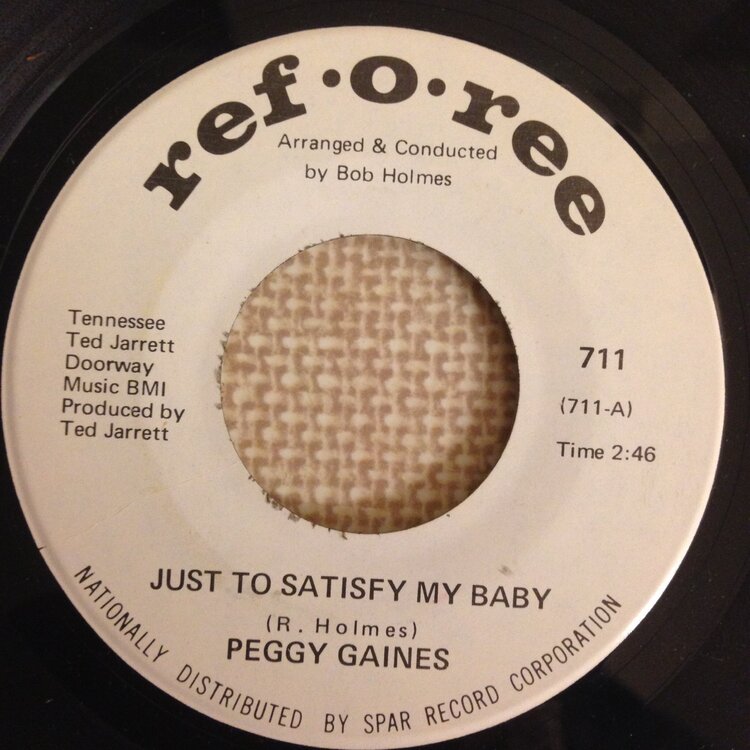 ref·o·ree
Arranged & Conducted
by Bob Holmes
Tennessee
Ted Jarrett
Doorway
Music BMI
Produced by
Ted Jarrett
711
(711-A)
Time 2:46
JUST TO SATISFY MY BABY
(R. Holmes)
PEGGY GAINES
NATIONALLY DISTRIBUTED BY SPAR RECORD CORPORATION